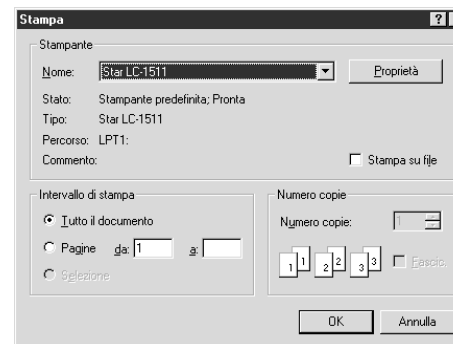 Stampa ?
Stampante
Nome: Star LC-1511 Proprietà
Stato: Stampante predefinita; Pronta
Tipo: Star LC-1511
Percorso: LPT1:
Commento: Stampa su file
Intervallo di stampa
Tutto il documento
Pagine da: 1 a:
Selezione
Numero copie
Numero copie: 1
1 1 2 2 3 3 Fascic.
OK Annulla